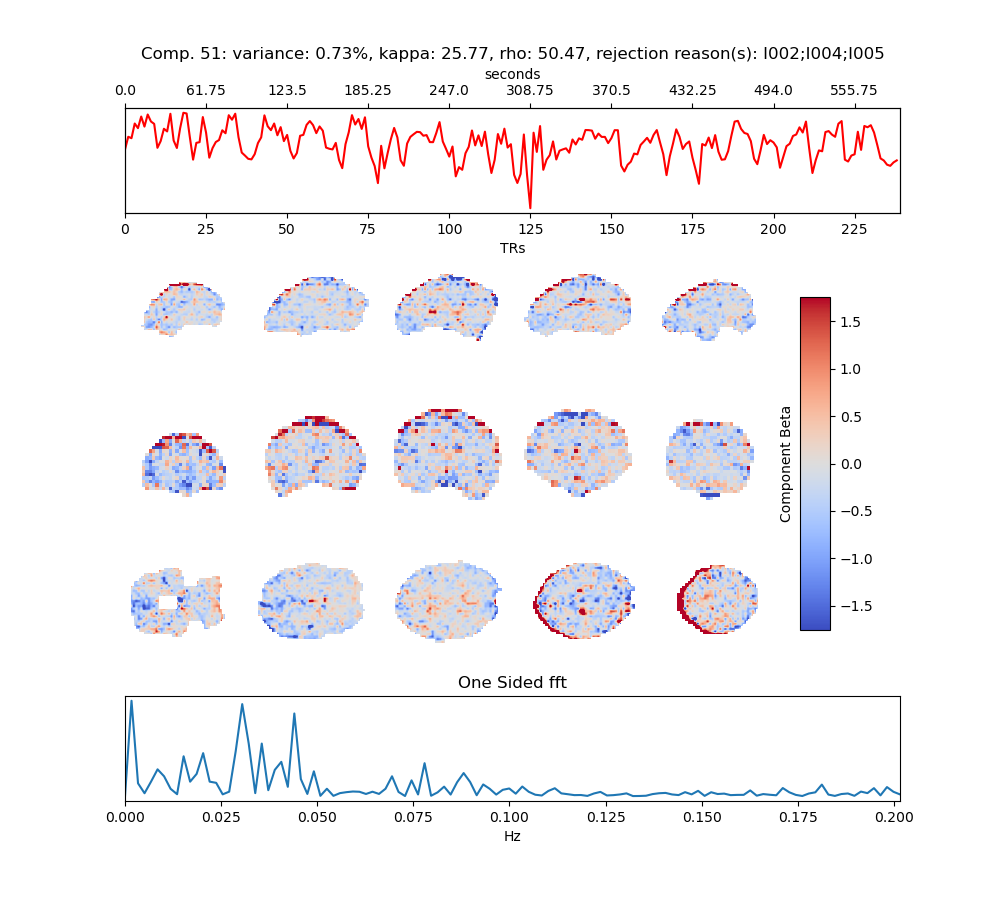 Comp. 51: variance: 0.73%, kappa: 25.77, rho: 50.47, rejection reason(s): I002;I004;I005
seconds
0.0 61.75 123.5 185.25 247.0 308.75 370.5 432.25 494.0 555.75
0 25 50 75 100 125 150 175 200 225
TRs
1.5
1.0
0.5
0.0
−0.5
−1.0
−1.5
Component Beta
One Sided fft
0.000 0.025 0.050 0.075 0.100 0.125 0.150 0.175 0.200
Hz